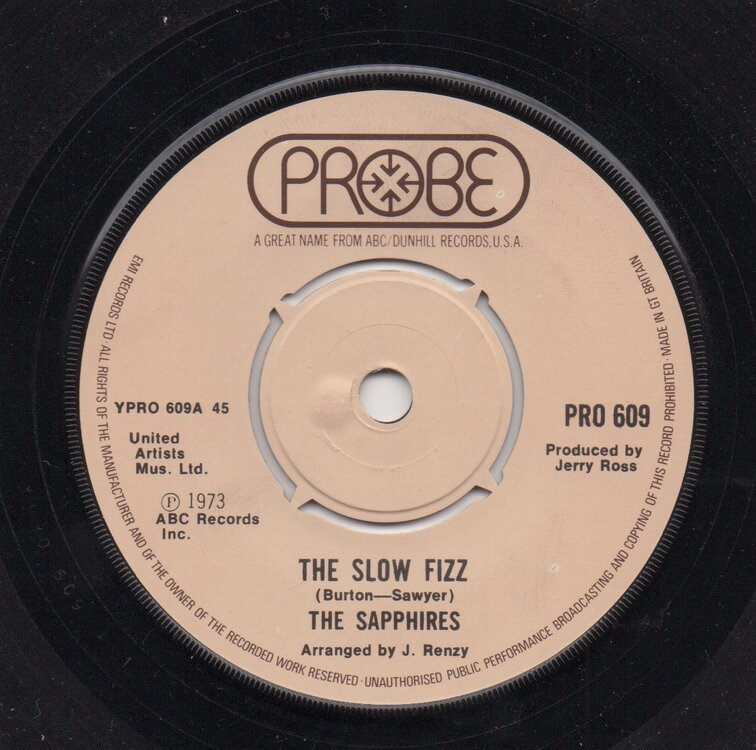 PROBE
A GREAT NAME FROM ABC/DUNHILL RECORDS, U.S.A.
YPRO 609A 45
United
Artists
Mus. Ltd.
Ⓟ 1973
ABC Records
Inc.
PRO 609
Produced by
Jerry Ross
THE SLOW FIZZ
(Burton—Sawyer)
THE SAPPHIRES
Arranged by J. Renzy
EMI RECORDS LTD ALL RIGHTS OF THE MANUFACTURER AND OF THE OWNER OF THE RECORDED WORK RESERVED · UNAUTHORISED PUBLIC PERFORMANCE BROADCASTING AND COPYING OF THIS RECORD PROHIBITED · MADE IN GT BRITAIN